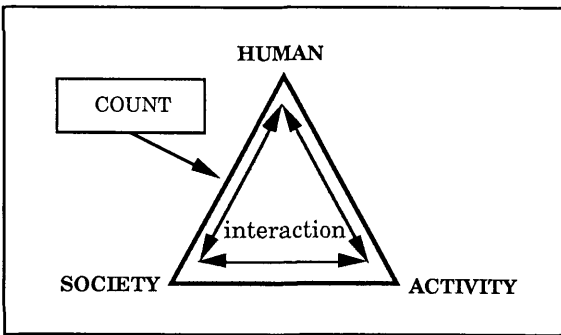 HUMAN
COUNT
interaction
SOCIETY
ACTIVITY